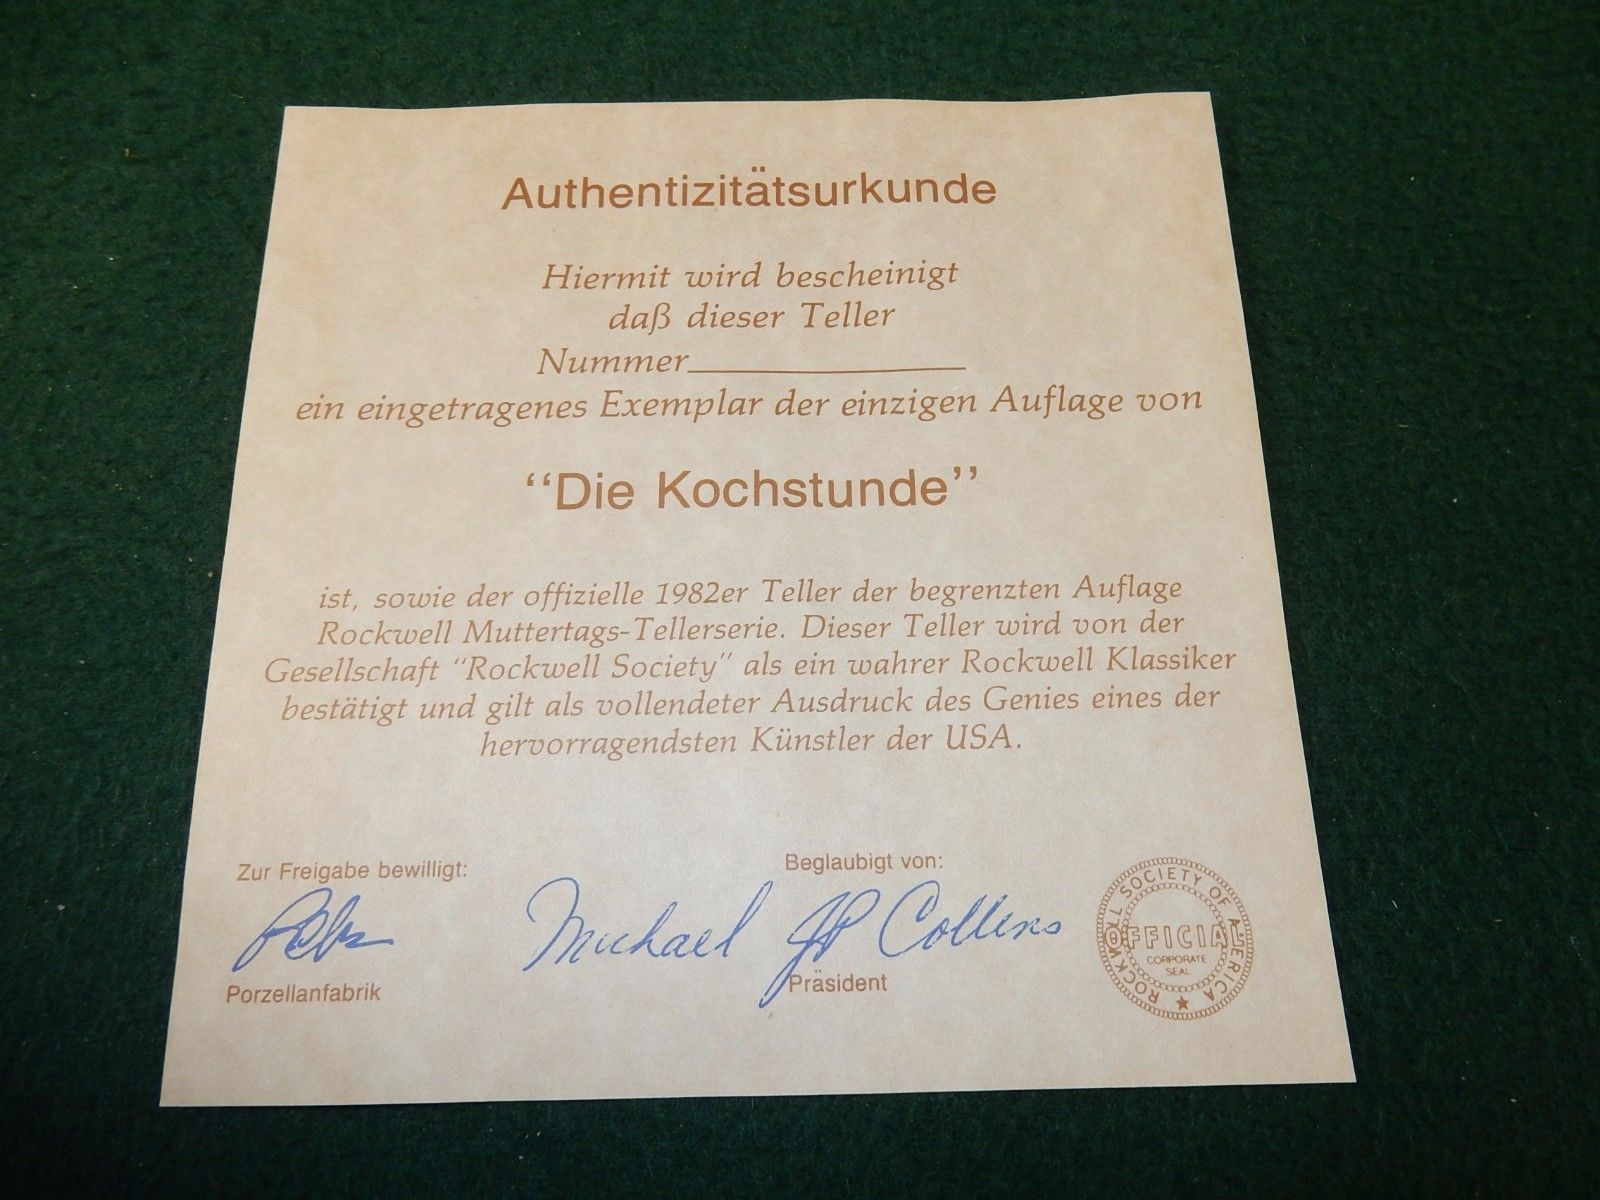 Authentizitätsurkunde
Hiermit wird bescheinigt
daß dieser Teller
Nummer
ein eingetragenes Exemplar der einzigen Auflage von
“Die Kochstunde”
ist, sowie der offizielle 1982er Teller der begrenzten Auflage
Rockwell Muttertags-Tellerserie. Dieser Teller wird von der
Gesellschaft "Rockwell Society" als ein wahrer Rockwell Klassiker
bestätigt und gilt als vollendeter Ausdruck des Genies eines der
hervorragendsten Künstler der USA.
Zur Freigabe bewilligt:
Porzellanfabrik
Beglaubigt von:
Michael JP Collins
Präsident
ROCKWELL SOCIETY OF AMERICA
OFFICIAL
CORPORATE
SEAL